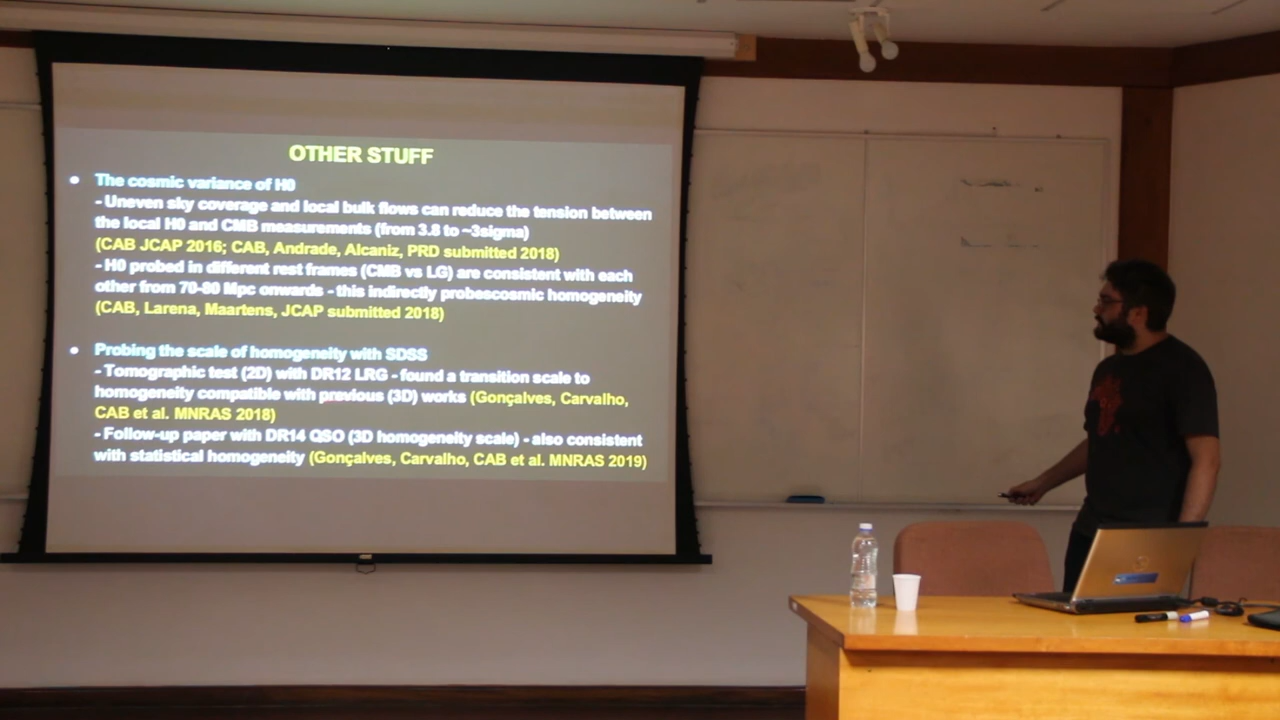 OTHER STUFF
• The cosmic variance of H0
- Uneven sky coverage and local bulk flows can reduce the tension between
the local H0 and CMB measurements (from 3.8 to ~3sigma)
(CAB JCAP 2016; CAB, Andrade, Alcaniz, PRD submitted 2018)
- H0 probed in different rest frames (CMB vs LG) are consistent with each
other from 70-80 Mpc onwards - this indirectly probescosmic homogeneity
(CAB, Larena, Maartens, JCAP submitted 2018)
• Probing the scale of homogeneity with SDSS
- Tomographic test (2D) with DR12 LRG - found a transition scale to
homogeneity compatible with previous (3D) works (Gonçalves, Carvalho,
CAB et al. MNRAS 2018)
- Follow-up paper with DR14 QSO (3D homogeneity scale) - also consistent
with statistical homogeneity (Gonçalves, Carvalho, CAB et al. MNRAS 2019)